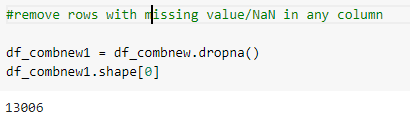 #remove rows with missing value/NaN in any column
df_combnew1 = df_combnew.dropna()
df_combnew1.shape[0]
13006